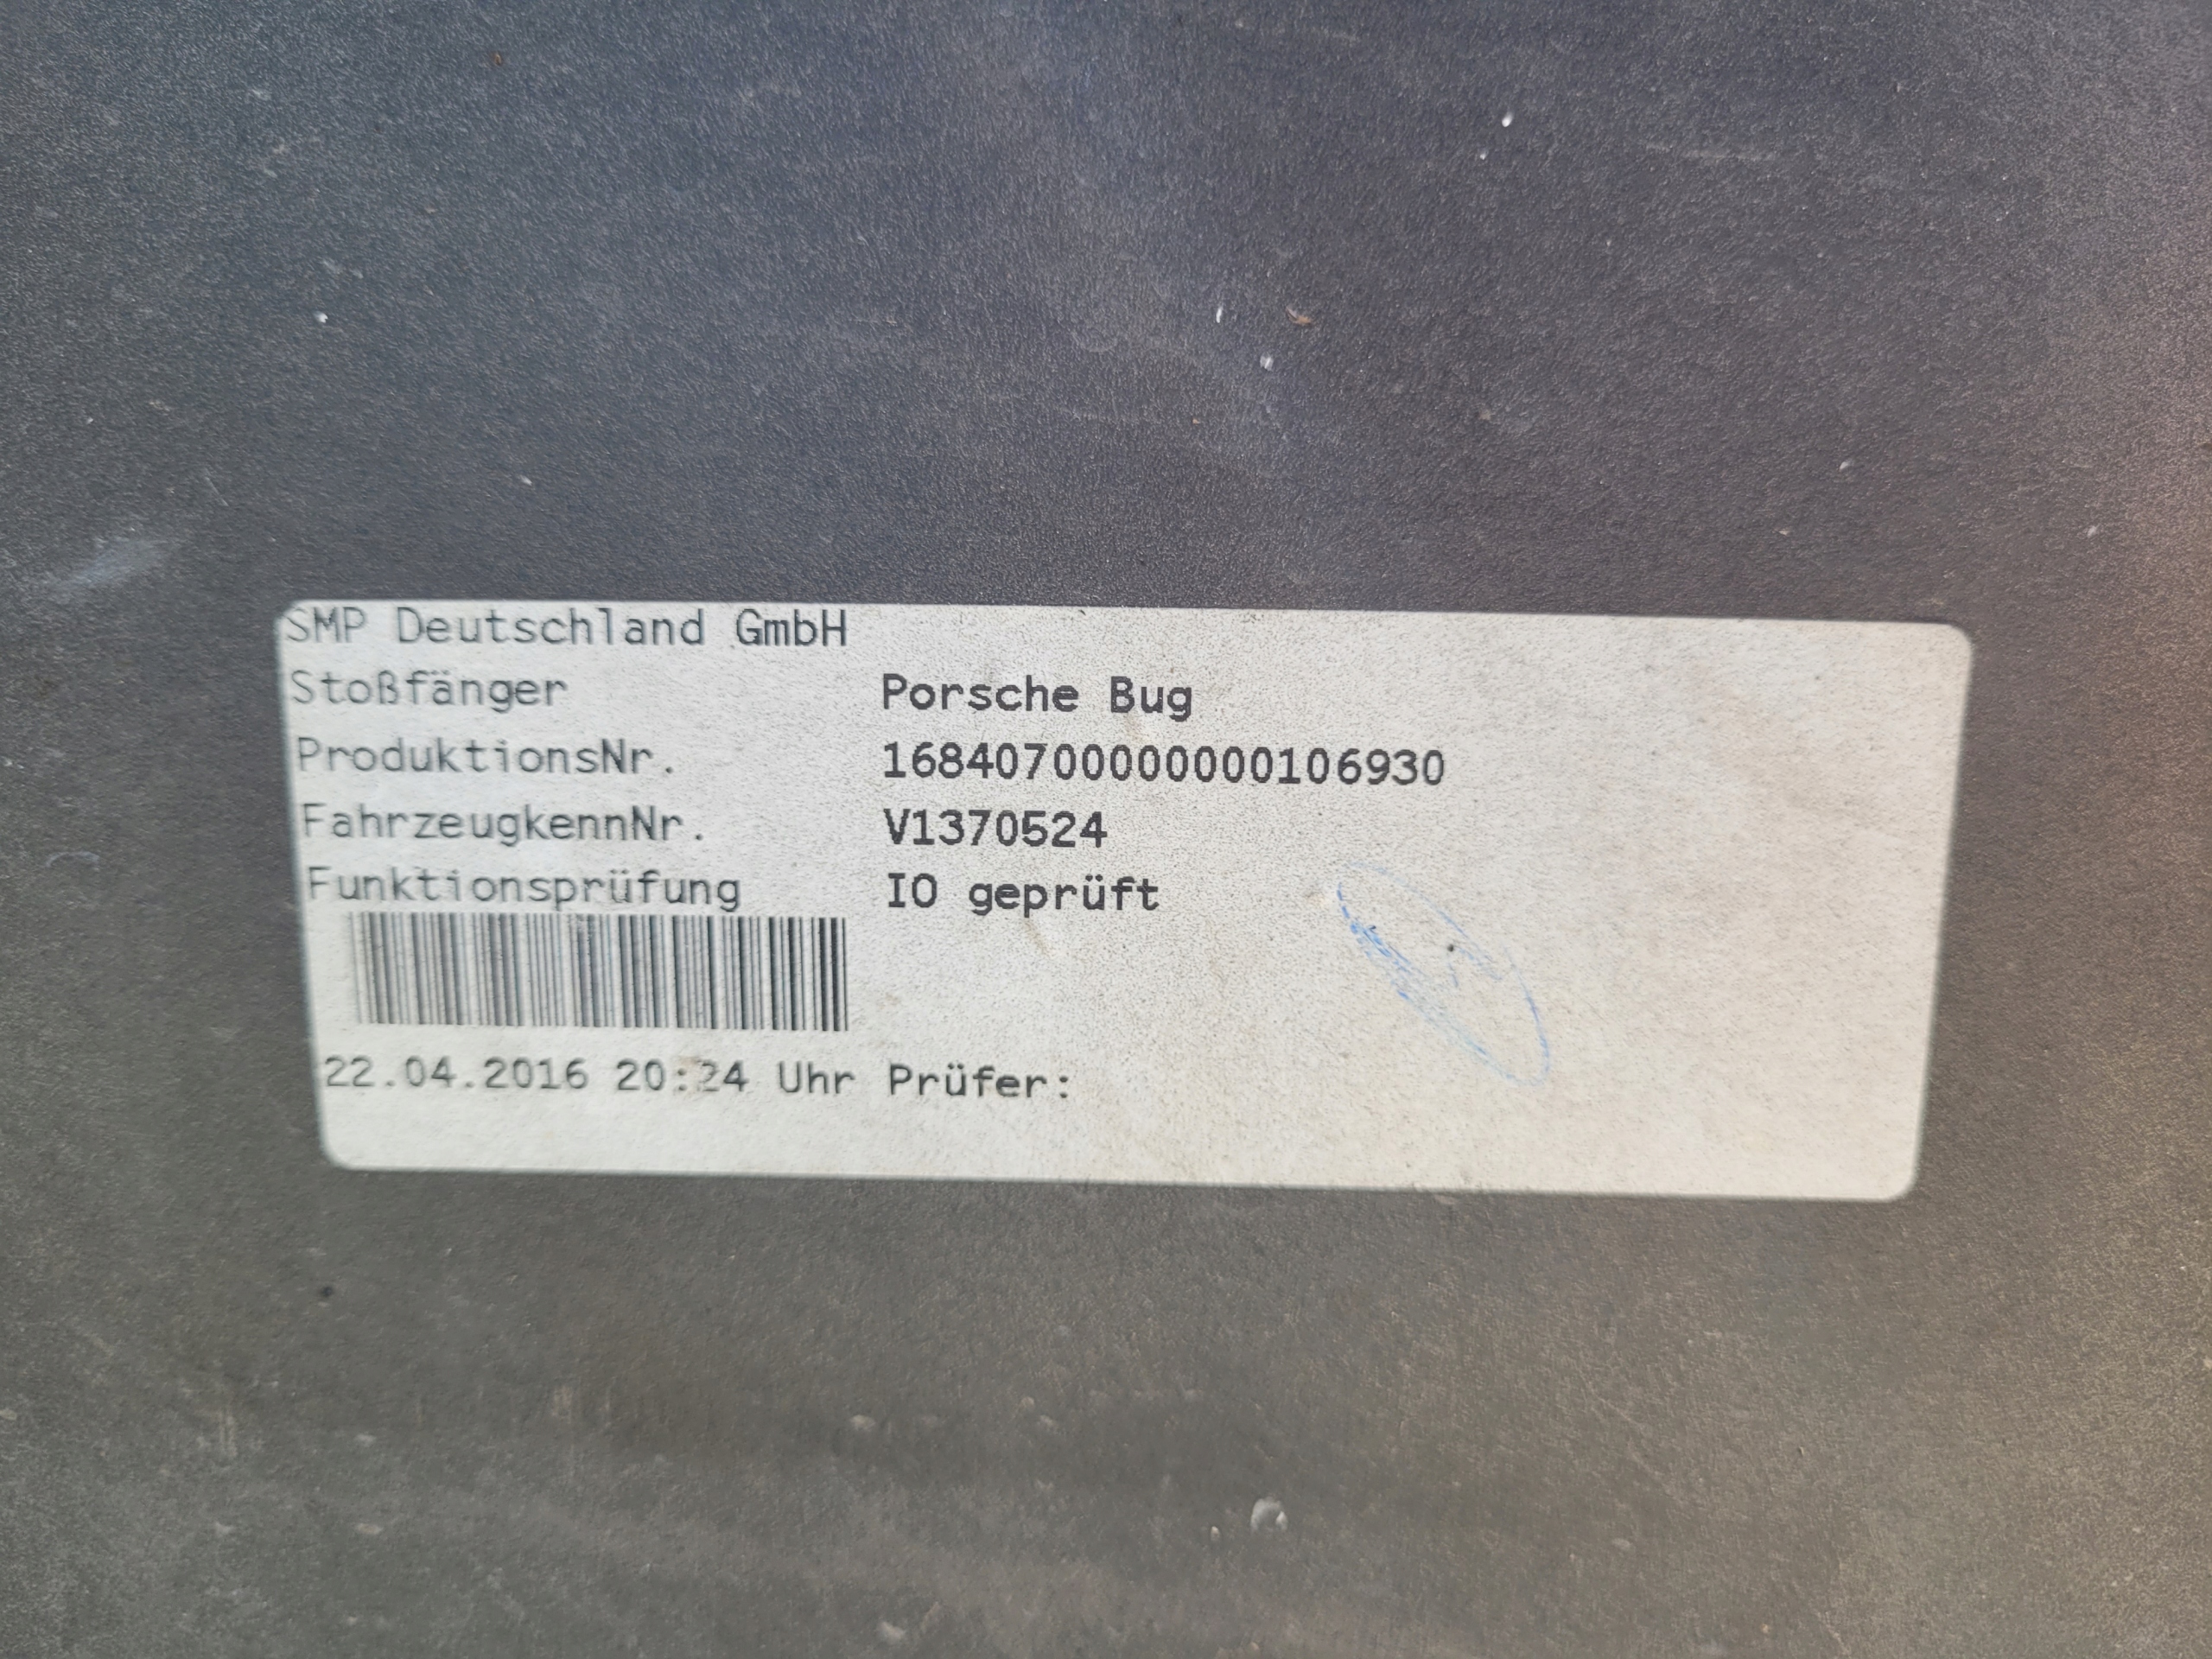 SMP Deutschland GmbH
Stoßfänger Porsche Bug
ProduktionsNr. 16840700000000106930
FahrzeugkennNr. V1370524
Funktionsprüfung IO geprüft
22.04.2016 20:24 Uhr Prüfer: